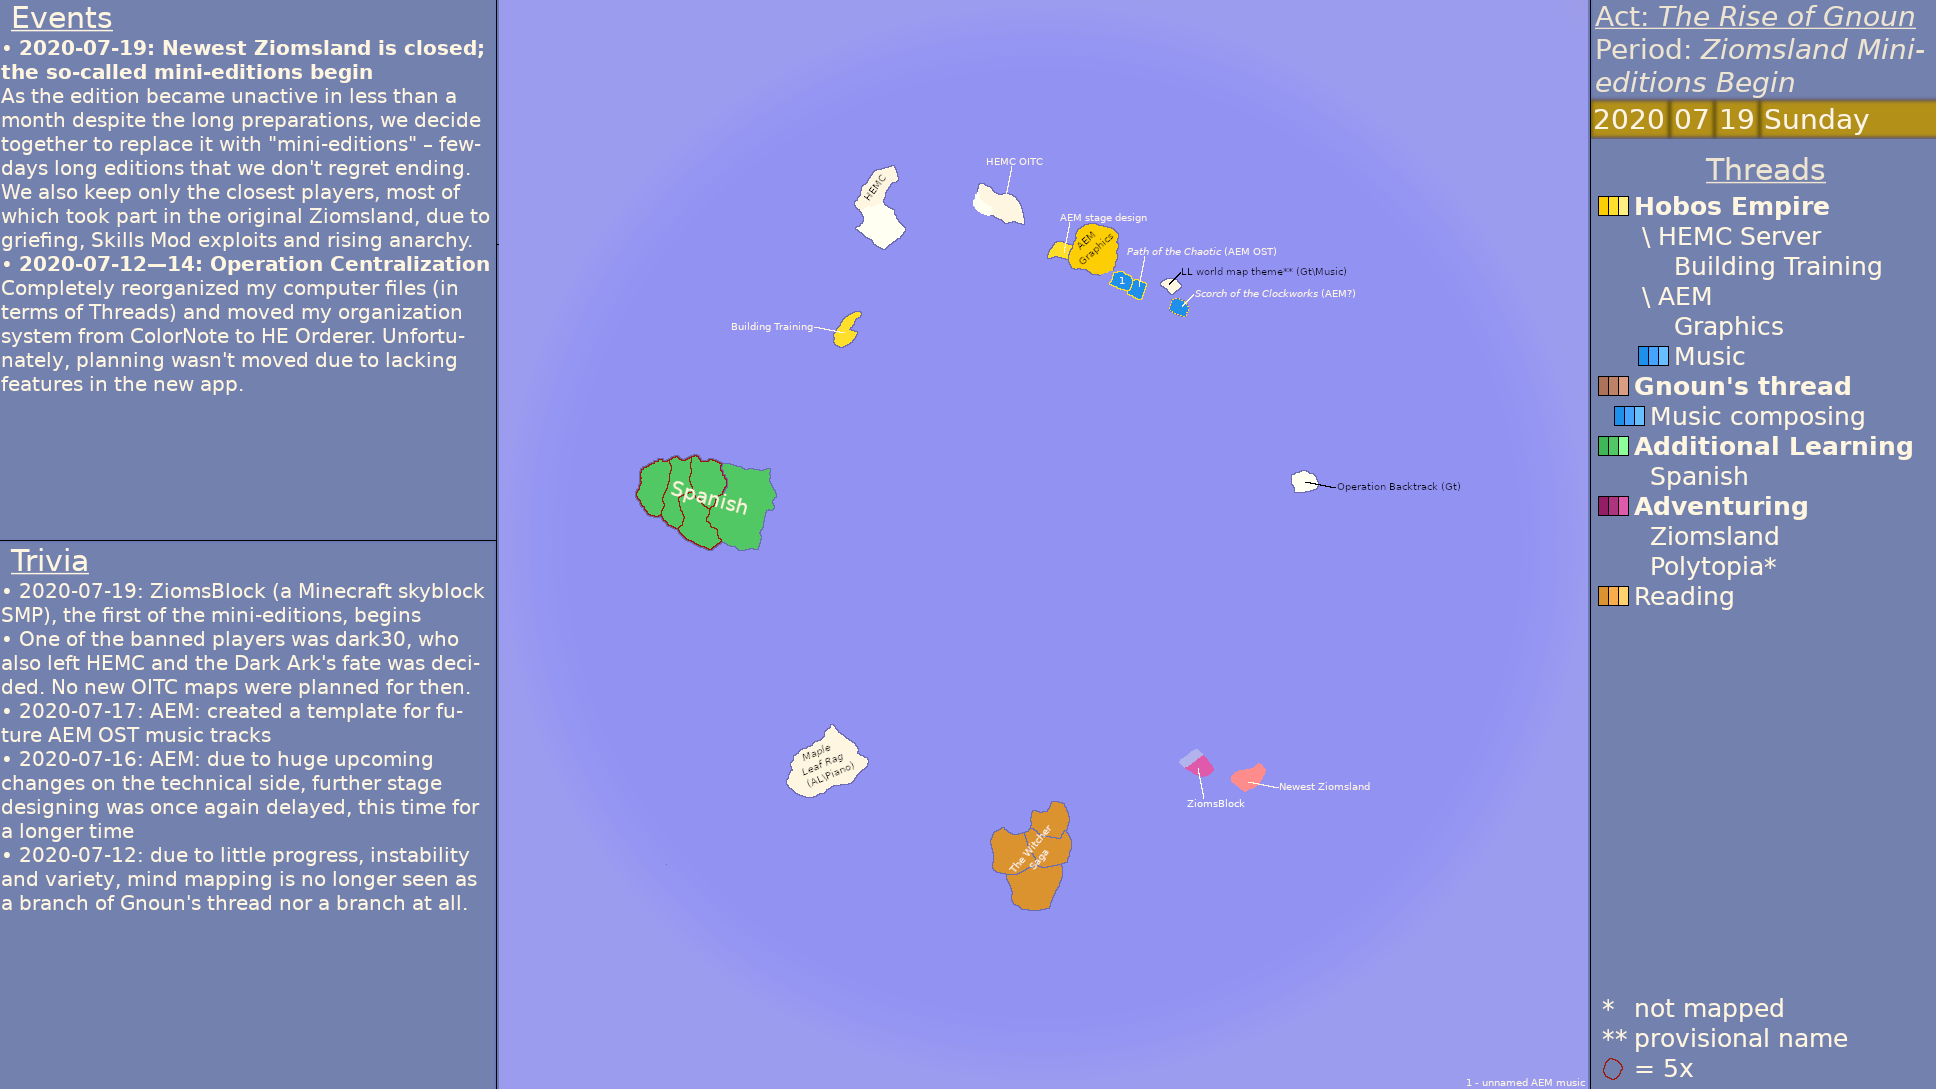 Events
• 2020-07-19: Newest Ziomsland is closed;
the so-called mini-editions begin
As the edition became unactive in less than a
month despite the long preparations, we decide
together to replace it with "mini-editions" – few-
days long editions that we don't regret ending.
We also keep only the closest players, most of
which took part in the original Ziomsland, due to
griefing, Skills Mod exploits and rising anarchy.
• 2020-07-12—14: Operation Centralization
Completely reorganized my computer files (in
terms of Threads) and moved my organization
system from ColorNote to HE Orderer. Unfortu-
nately, planning wasn't moved due to lacking
features in the new app.
Trivia
• 2020-07-19: ZiomsBlock (a Minecraft skyblock
SMP), the first of the mini-editions, begins
• One of the banned players was dark30, who
also left HEMC and the Dark Ark's fate was deci-
ded. No new OITC maps were planned for then.
• 2020-07-17: AEM: created a template for fu-
ture AEM OST music tracks
• 2020-07-16: AEM: due to huge upcoming
changes on the technical side, further stage
designing was once again delayed, this time for
a longer time
• 2020-07-12: due to little progress, instability
and variety, mind mapping is no longer seen as
a branch of Gnoun's thread nor a branch at all.
HEMC OITC
HEMC
AEM stage design
AEM
Graphics
Path of the Chaotic (AEM OST)
LL world map theme** (Gt\Music)
1
Scorch of the Clockworks (AEM?)
Building Training
Spanish
Operation Backtrack (Gt)
Maple
Leaf Rag
(AL\Piano)
Newest Ziomsland
ZiomsBlock
The Witcher
Saga
1 - unnamed AEM music
Act: The Rise of Gnoun
Period: Ziomsland Mini-
editions Begin
2020 07 19 Sunday
Threads
Hobos Empire
\ HEMC Server
Building Training
\ AEM
Graphics
Music
Gnoun's thread
Music composing
Additional Learning
Spanish
Adventuring
Ziomsland
Polytopia*
Reading
* not mapped
** provisional name
= 5x